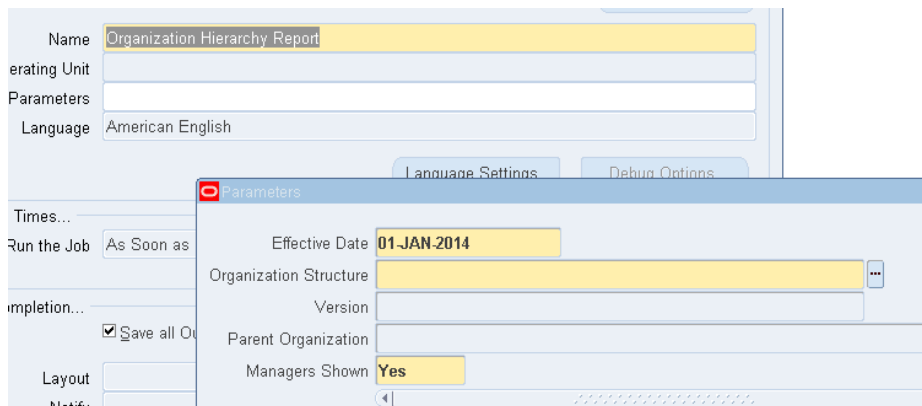 Name Organization Hierarchy Report
erating Unit
Parameters
Language American English
Language Settings Debug Options
Parameters
Times...
Run the Job As Soon as
Effective Date 01-JAN-2014
Organization Structure ...
Version
ompletion...
Save all Ou
Parent Organization
Managers Shown Yes
Layout
Notify